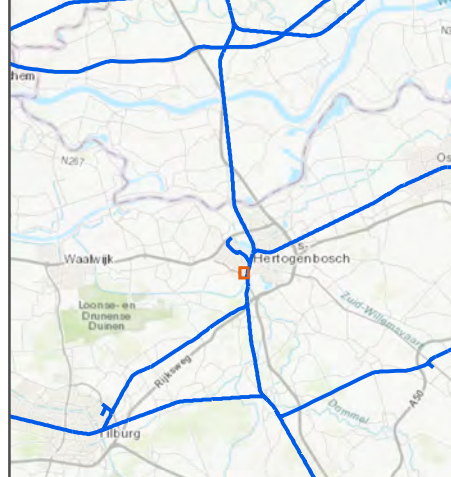 N3
hem
N267
Os
S-
Hertogenbosch
Waalwijk
Loonse- en
Drunense
Duinen
Zuid-Willemsvaart
Rijksweg
A50
Dommel
Tilburg